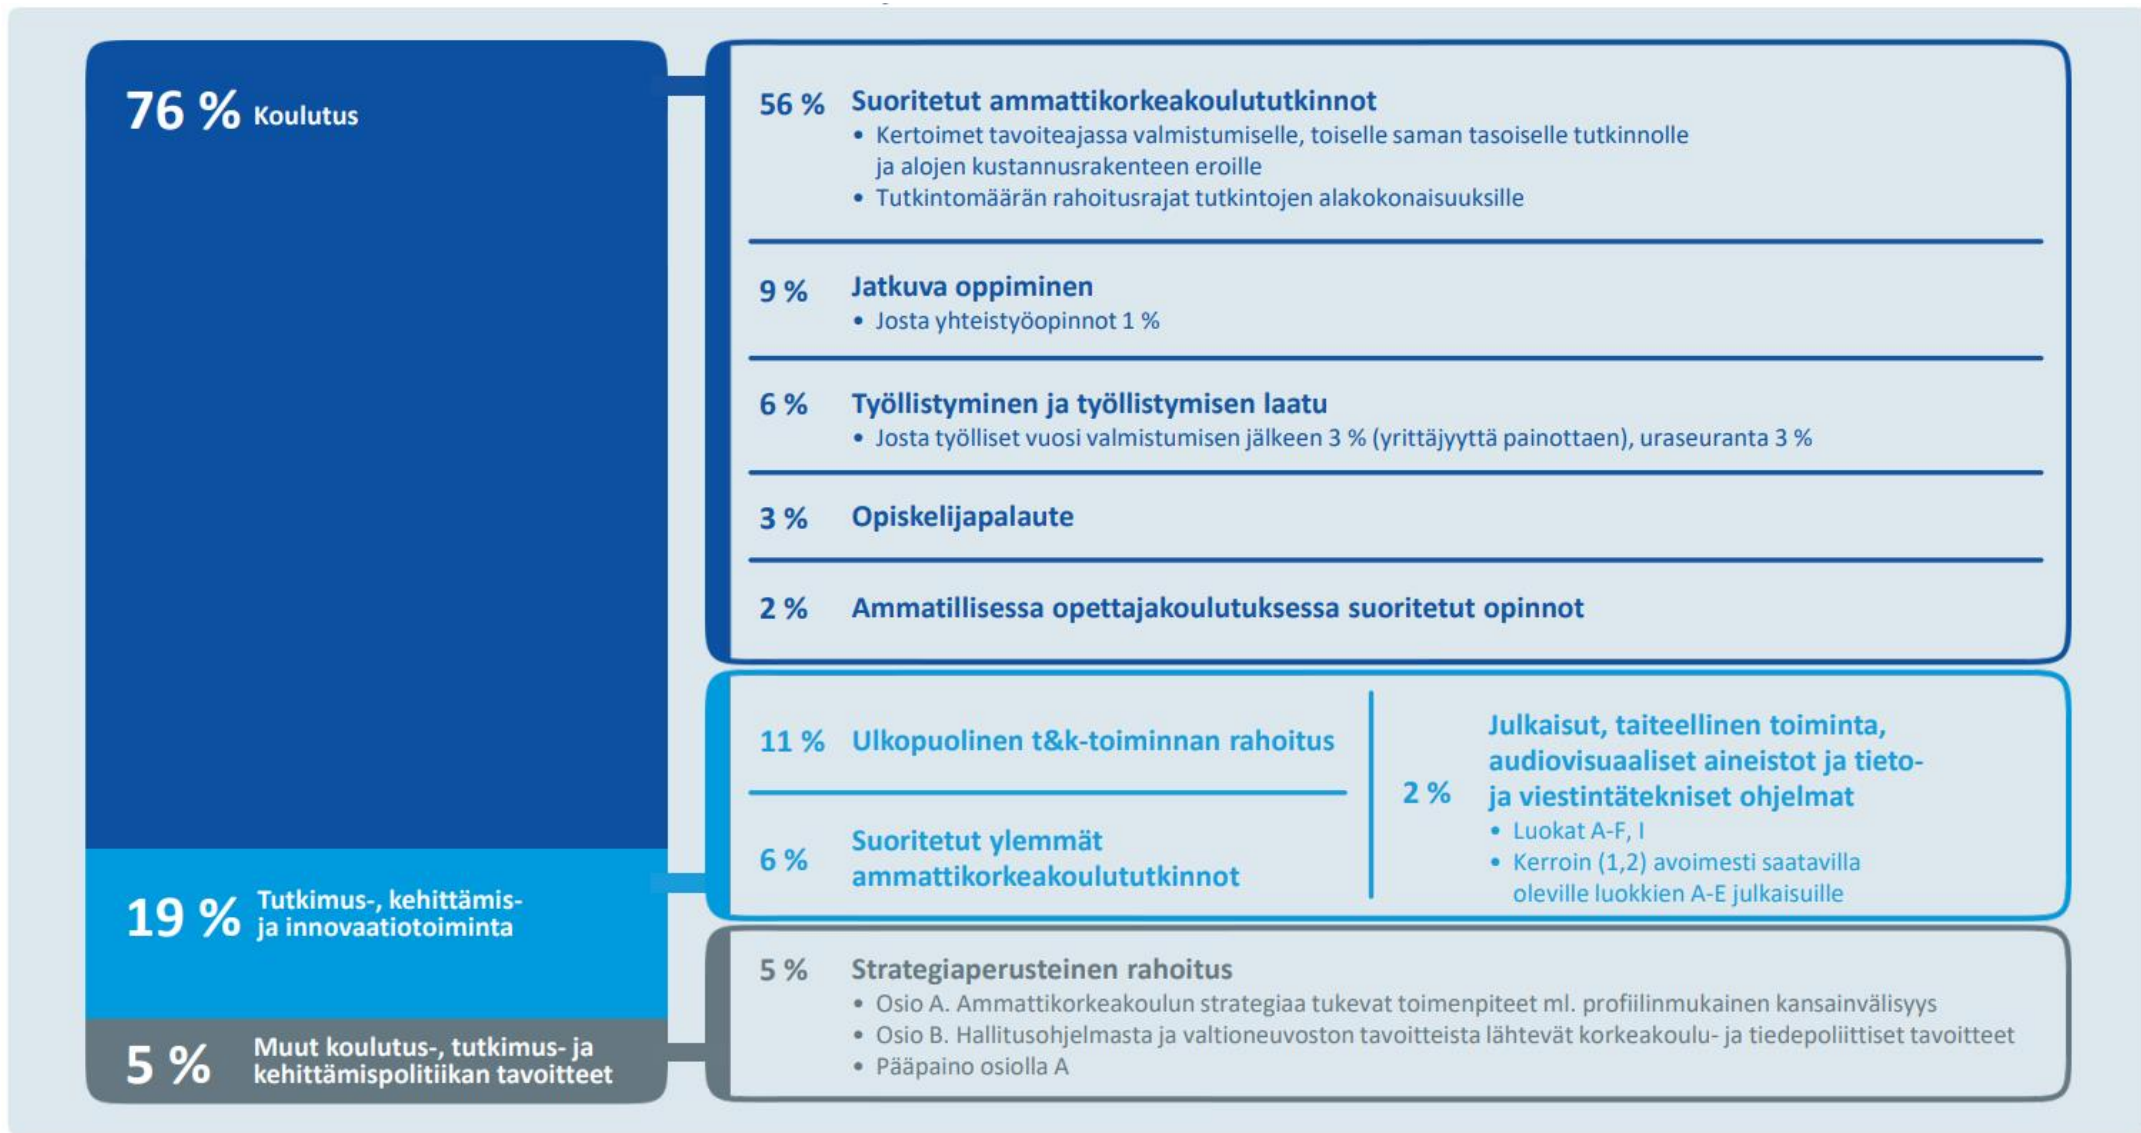 76 % Koulutus
56 % Suoritetut ammattikorkeakoulututkinnot
• Kertoimet tavoiteajassa valmistumiselle, toiselle saman tasoiselle tutkinnolle
ja alojen kustannusrakenteen eroille
• Tutkintomäärän rahoitusrajat tutkintojen alakokonaisuuksille
9 % Jatkuva oppiminen
• Josta yhteistyöopinnot 1 %
6 % Työllistyminen ja työllistymisen laatu
• Josta työlliset vuosi valmistumisen jälkeen 3 % (yrittäjyyttä painottaen), uraseuranta 3 %
3 % Opiskelijapalaute
2 % Ammatillisessa opettajakoulutuksessa suoritetut opinnot
19 % Tutkimus-, kehittämis-
ja innovaatiotoiminta
11 % Ulkopuolinen t&k-toiminnan rahoitus
6 % Suoritetut ylemmät
ammattikorkeakoulututkinnot
2 % Julkaisut, taiteellinen toiminta,
audiovisuaaliset aineistot ja tieto-
ja viestintätekniset ohjelmat
• Luokat A-F, I
• Kerroin (1,2) avoimesti saatavilla
oleville luokkien A-E julkaisuille
5 % Muut koulutus-, tutkimus- ja
kehittämispolitiikan tavoitteet
5 % Strategiaperusteinen rahoitus
• Osio A. Ammattikorkeakoulun strategiaa tukevat toimenpiteet ml. profiilinmukainen kansainvälisyys
• Osio B. Hallitusohjelmasta ja valtioneuvoston tavoitteista lähtevät korkeakoulu- ja tiedepoliittiset tavoitteet
• Pääpaino osiolla A